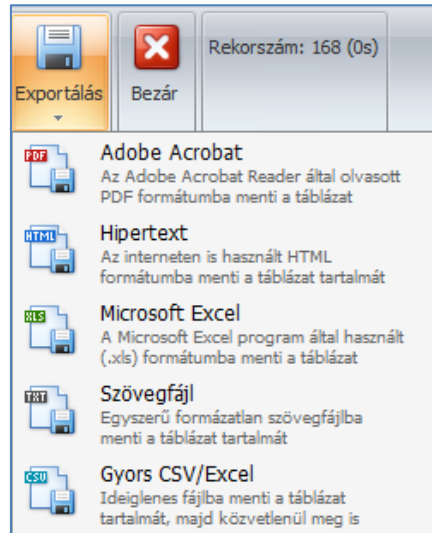 Rekorszám: 168 (0s)
Exportálás
Bezár
PDF
Adobe Acrobat
Az Adobe Acrobat Reader által olvasott
PDF formátumba menti a táblázat
HTML
Hipertext
Az interneten is használt HTML
formátumba menti a táblázat tartalmát
XLS
Microsoft Excel
A Microsoft Excel program által használt
(.xls) formátumba menti a táblázat
TXT
Szövegfájl
Egyszerű formázatlan szövegfájlba
menti a táblázat tartalmát
CSV
Gyors CSV/Excel
Ideiglenes fájlba menti a táblázat
tartalmát, majd közvetlenül meg is